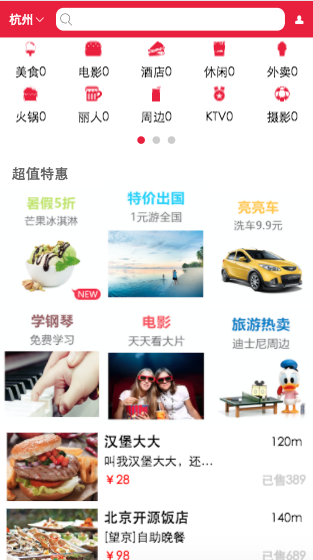 杭州
美食0 电影0 酒店0 休闲0 外卖0
火锅0 丽人0 周边0 KTV0 摄影0
超值特惠
暑假5折
芒果冰淇淋
NEW
特价出国
1元游全国
亮亮车
洗车9.9元
学钢琴
免费学习
电影
天天看大片
旅游热卖
迪士尼周边
汉堡大大 120m
叫我汉堡大大，还...
¥28 已售389
北京开源饭店 140m
[望京]自助晚餐
¥98 已售689